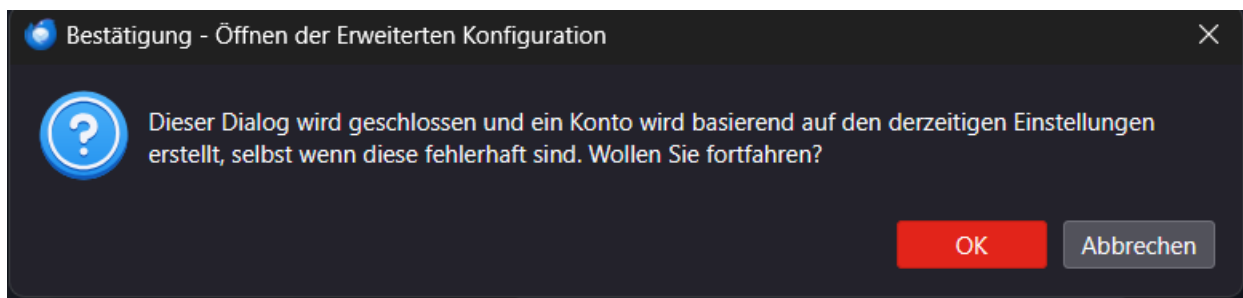 Bestätigung - Öffnen der Erweiterten Konfiguration
Dieser Dialog wird geschlossen und ein Konto wird basierend auf den derzeitigen Einstellungen
erstellt, selbst wenn diese fehlerhaft sind. Wollen Sie fortfahren?
OK Abbrechen